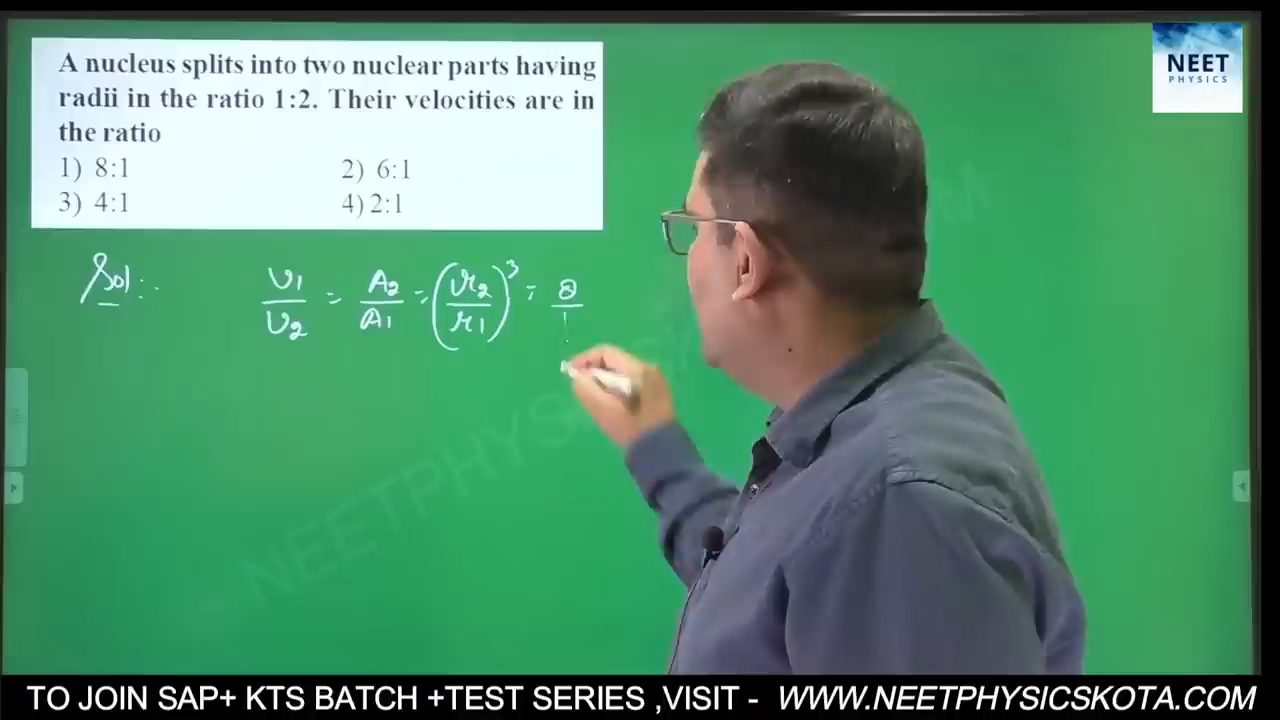 A nucleus splits into two nuclear parts having
radii in the ratio 1:2. Their velocities are in
the ratio
1) 8:1 2) 6:1
3) 4:1 4) 2:1
NEET
PHYSICS
Sol:-
v1/v2 = A2/A1 = (r2/r1)^3 = 8/1
TO JOIN SAP+ KTS BATCH +TEST SERIES ,VISIT - WWW.NEETPHYSICSKOTA.COM